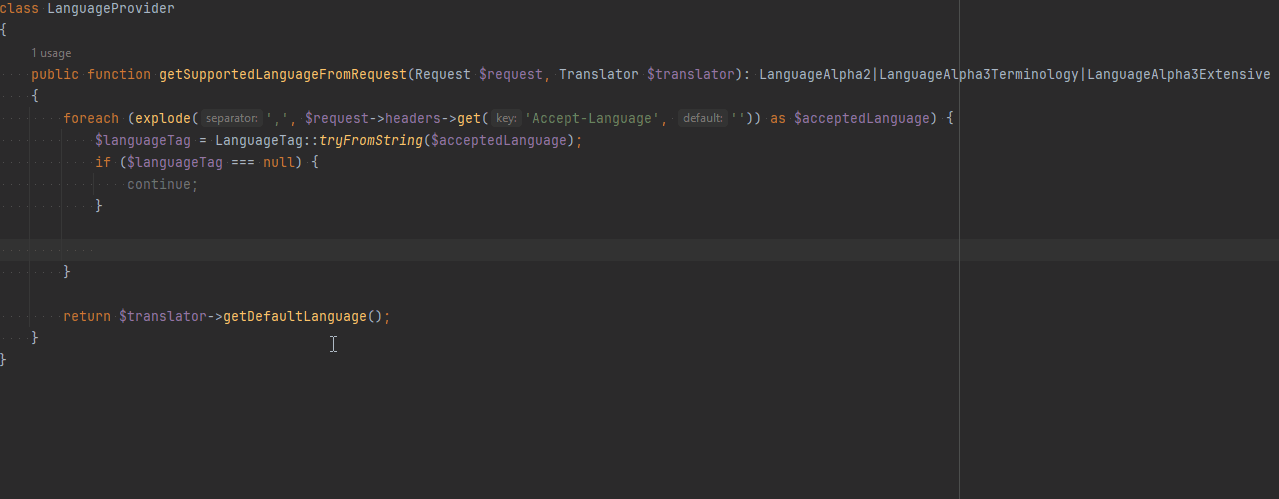 class LanguageProvider
{
1 usage
public function getSupportedLanguageFromRequest(Request $request, Translator $translator): LanguageAlpha2|LanguageAlpha3Terminology|LanguageAlpha3Extensive
{
foreach (explode( separator: ',', $request->headers->get( key: 'Accept-Language', default: '')) as $acceptedLanguage) {
$languageTag = LanguageTag::tryFromString($acceptedLanguage);
if ($languageTag === null) {
continue;
}
}
return $translator->getDefaultLanguage();
}
}